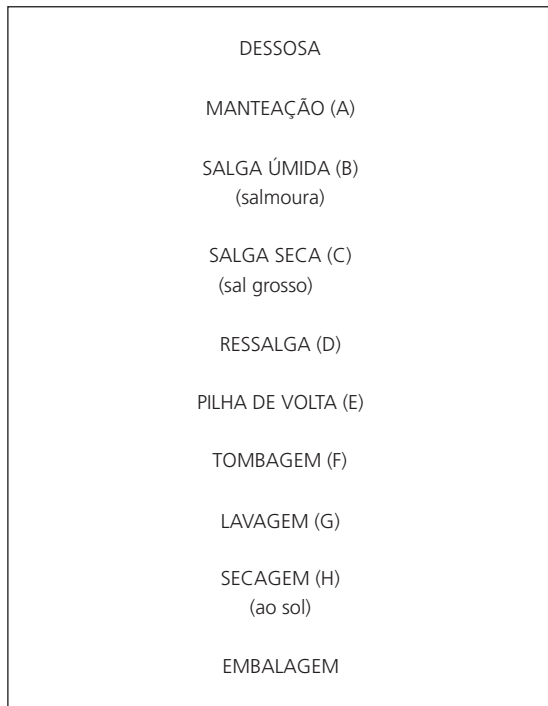 DESSOSA
MANTEAÇÃO (A)
SALGA ÚMIDA (B)
(salmoura)
SALGA SECA (C)
(sal grosso)
RESSALGA (D)
PILHA DE VOLTA (E)
TOMBAGEM (F)
LAVAGEM (G)
SECAGEM (H)
(ao sol)
EMBALAGEM